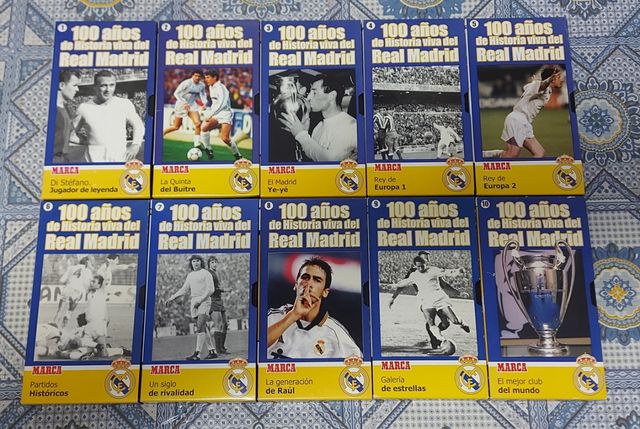 1
100 años
de Historia viva del
Real Madrid
MARCA
Di Stéfano.
Jugador de leyenda
2
100 años
de Historia viva del
Real Madrid
MARCA
La Quinta
del Buitre
3
100 años
de Historia viva del
Real Madrid
MARCA
El Madrid
Ye-yé
4
100 años
de Historia viva del
Real Madrid
MARCA
Rey de
Europa 1
5
100 años
de Historia viva del
Real Madrid
MARCA
Rey de
Europa 2
6
100 años
de Historia viva del
Real Madrid
MARCA
Partidos
Históricos
7
100 años
de Historia viva del
Real Madrid
MARCA
Un siglo
de rivalidad
8
100 años
de Historia viva del
Real Madrid
MARCA
La generación
de Raúl
9
100 años
de Historia viva del
Real Madrid
MARCA
Galería
de estrellas
10
100 años
de Historia viva del
Real Madrid
MARCA
El mejor club
del mundo